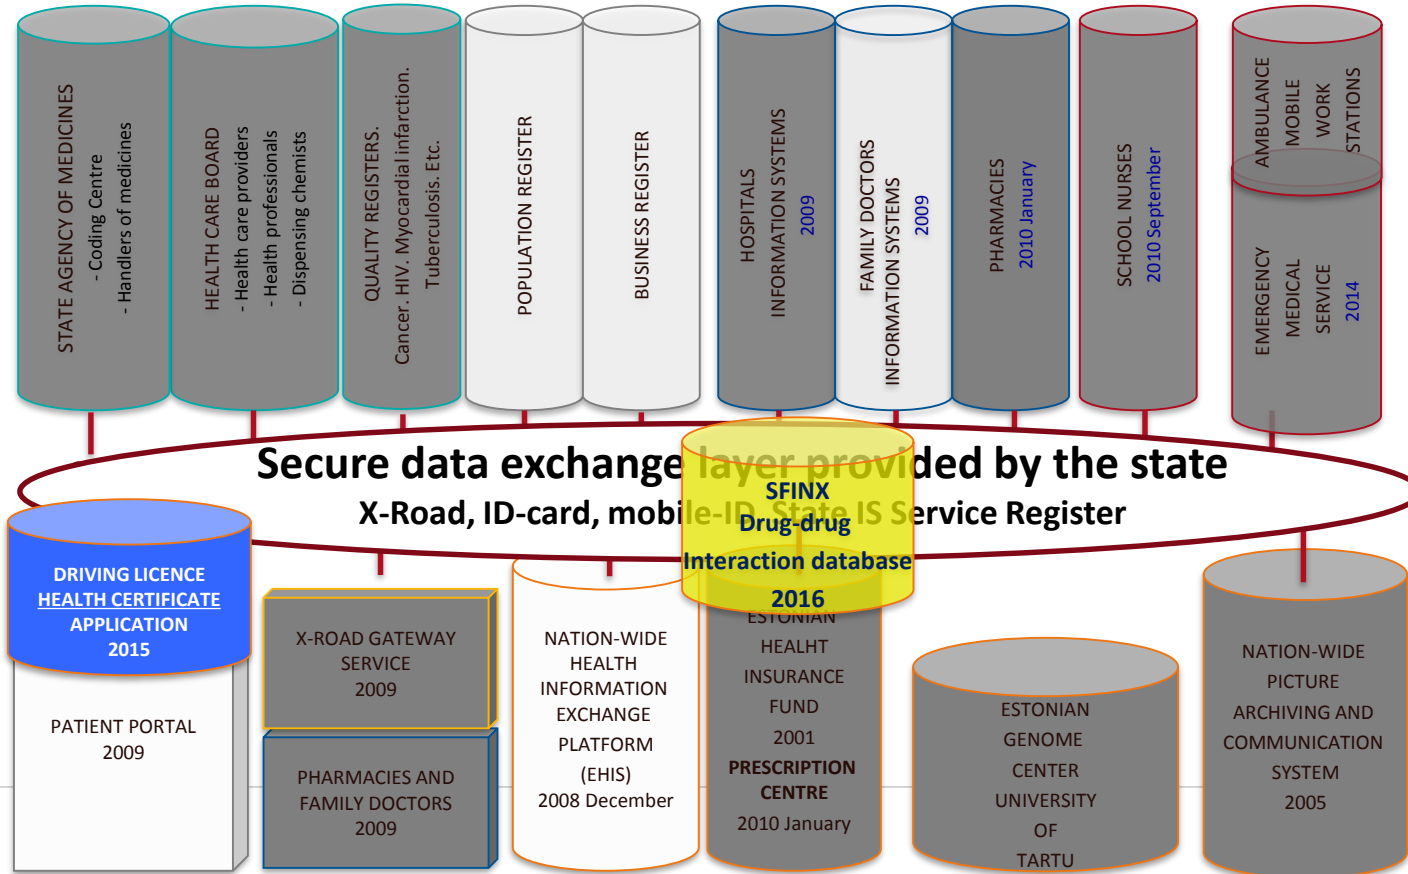 STATE AGENCY OF MEDICINES
- Coding Centre
- Handlers of medicines
HEALTH CARE BOARD
- Health care providers
- Health professionals
- Dispensing chemists
QUALITY REGISTERS.
Cancer. HIV. Myocardial infarction.
Tuberculosis. Etc.
POPULATION REGISTER
BUSINESS REGISTER
HOSPITALS
INFORMATION SYSTEMS
2009
FAMILY DOCTORS
INFORMATION SYSTEMS
2009
PHARMACIES
2010 January
SCHOOL NURSES
2010 September
AMBULANCE
MOBILE
WORK
STATIONS
EMERGENCY
MEDICAL
SERVICE
2014
Secure data exchange layer provided by the state
X-Road, ID-card, mobile-ID, State IS Service Register
SFINX
Drug-drug
Interaction database
2016
DRIVING LICENCE
HEALTH CERTIFICATE
APPLICATION
2015
PATIENT PORTAL
2009
X-ROAD GATEWAY
SERVICE
2009
PHARMACIES AND
FAMILY DOCTORS
2009
NATION-WIDE
HEALTH
INFORMATION
EXCHANGE
PLATFORM
(EHIS)
2008 December
ESTONIAN
HEALHT
INSURANCE
FUND
2001
PRESCRIPTION
CENTRE
2010 January
ESTONIAN
GENOME
CENTER
UNIVERSITY
OF
TARTU
NATION-WIDE
PICTURE
ARCHIVING AND
COMMUNICATION
SYSTEM
2005